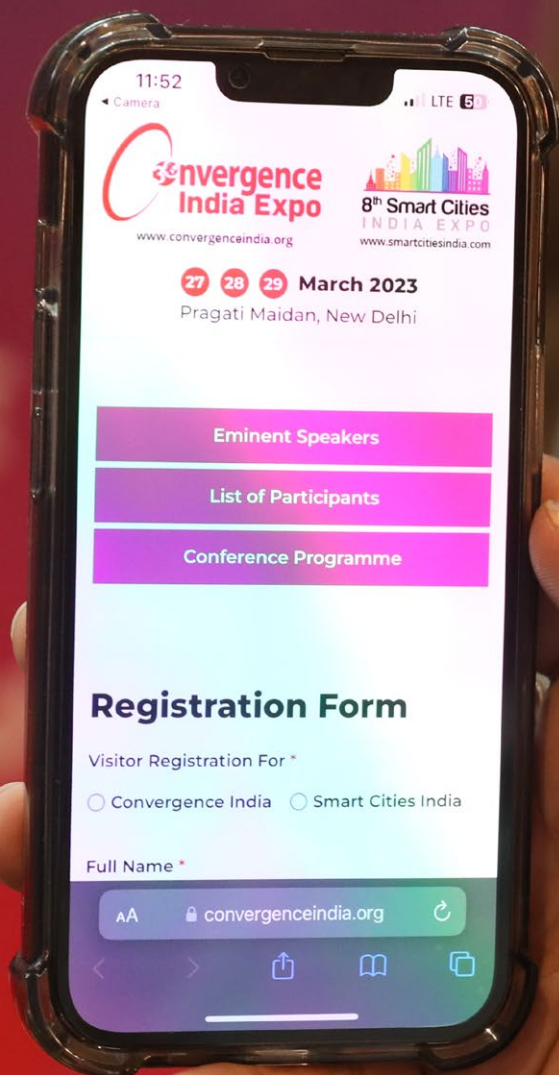 11:52
LTE 50
◄ Camera
Convergence
India Expo
www.convergenceindia.org
8th Smart Cities
INDIA EXPO
www.smartcitiesindia.com
27 28 29 March 2023
Pragati Maidan, New Delhi
Eminent Speakers
List of Participants
Conference Programme
Registration Form
Visitor Registration For *
Convergence India Smart Cities India
Full Name *
AA convergenceindia.org